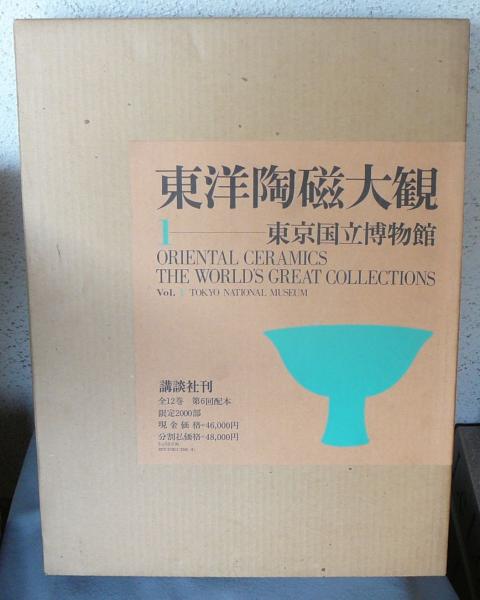 東洋陶磁大観
1——東京国立博物館
ORIENTAL CERAMICS
THE WORLD'S GREAT COLLECTIONS
Vol. 1 TOKYO NATIONAL MUSEUM
講談社刊
全12巻 第6回配本
限定2000部
現金価格-46,000円
分割払価格-48,000円